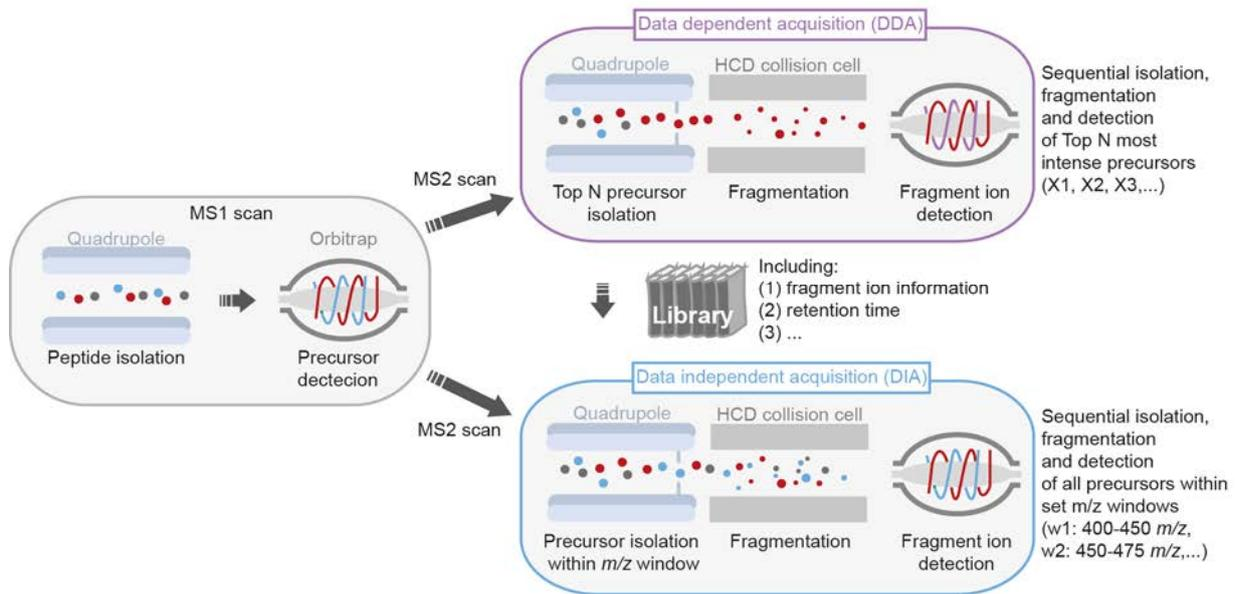 Data dependent acquisition (DDA)
Quadrupole
HCD collision cell
Top N precursor
isolation
Fragmentation
Fragment ion
detection
Sequential isolation,
fragmentation
and detection
of Top N most
intense precursors
(X1, X2, X3,...)
MS2 scan
MS1 scan
Quadrupole
Orbitrap
Peptide isolation
Precursor
dectecion
Library
Including:
(1) fragment ion information
(2) retention time
(3) ...
MS2 scan
Data independent acquisition (DIA)
Quadrupole
HCD collision cell
Precursor isolation
within m/z window
Fragmentation
Fragment ion
detection
Sequential isolation,
fragmentation
and detection
of all precursors within
set m/z windows
(w1: 400-450 m/z,
w2: 450-475 m/z,...)